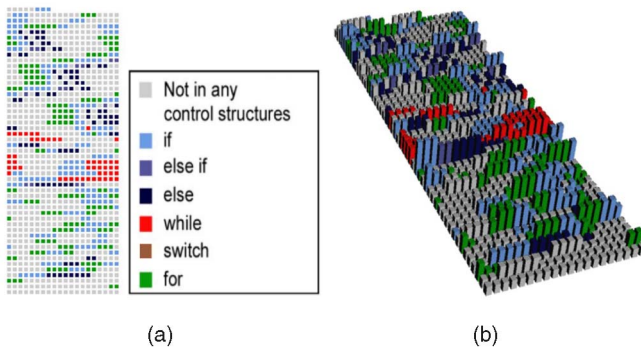 Not in any
control structures
if
else if
else
while
switch
for
(a)
(b)